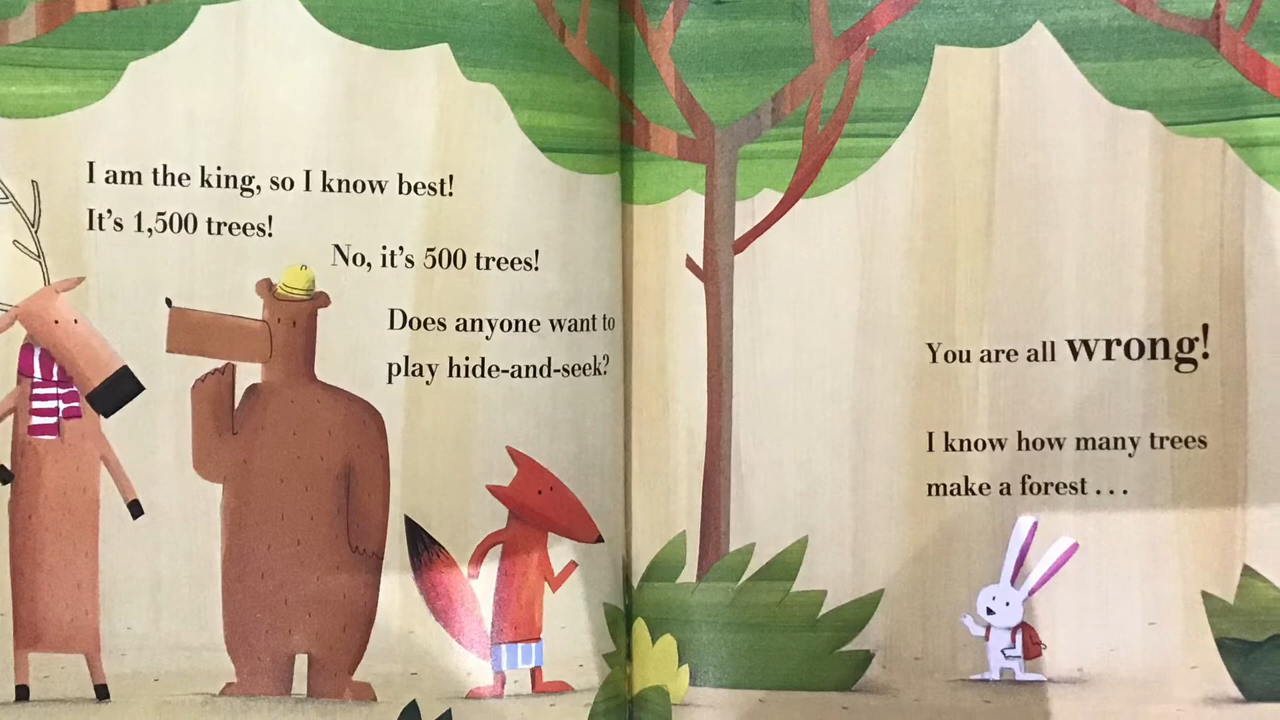 I am the king, so I know best!
It's 1,500 trees!
No, it's 500 trees!
Does anyone want to
play hide-and-seek?
You are all wrong!
I know how many trees
make a forest . . .